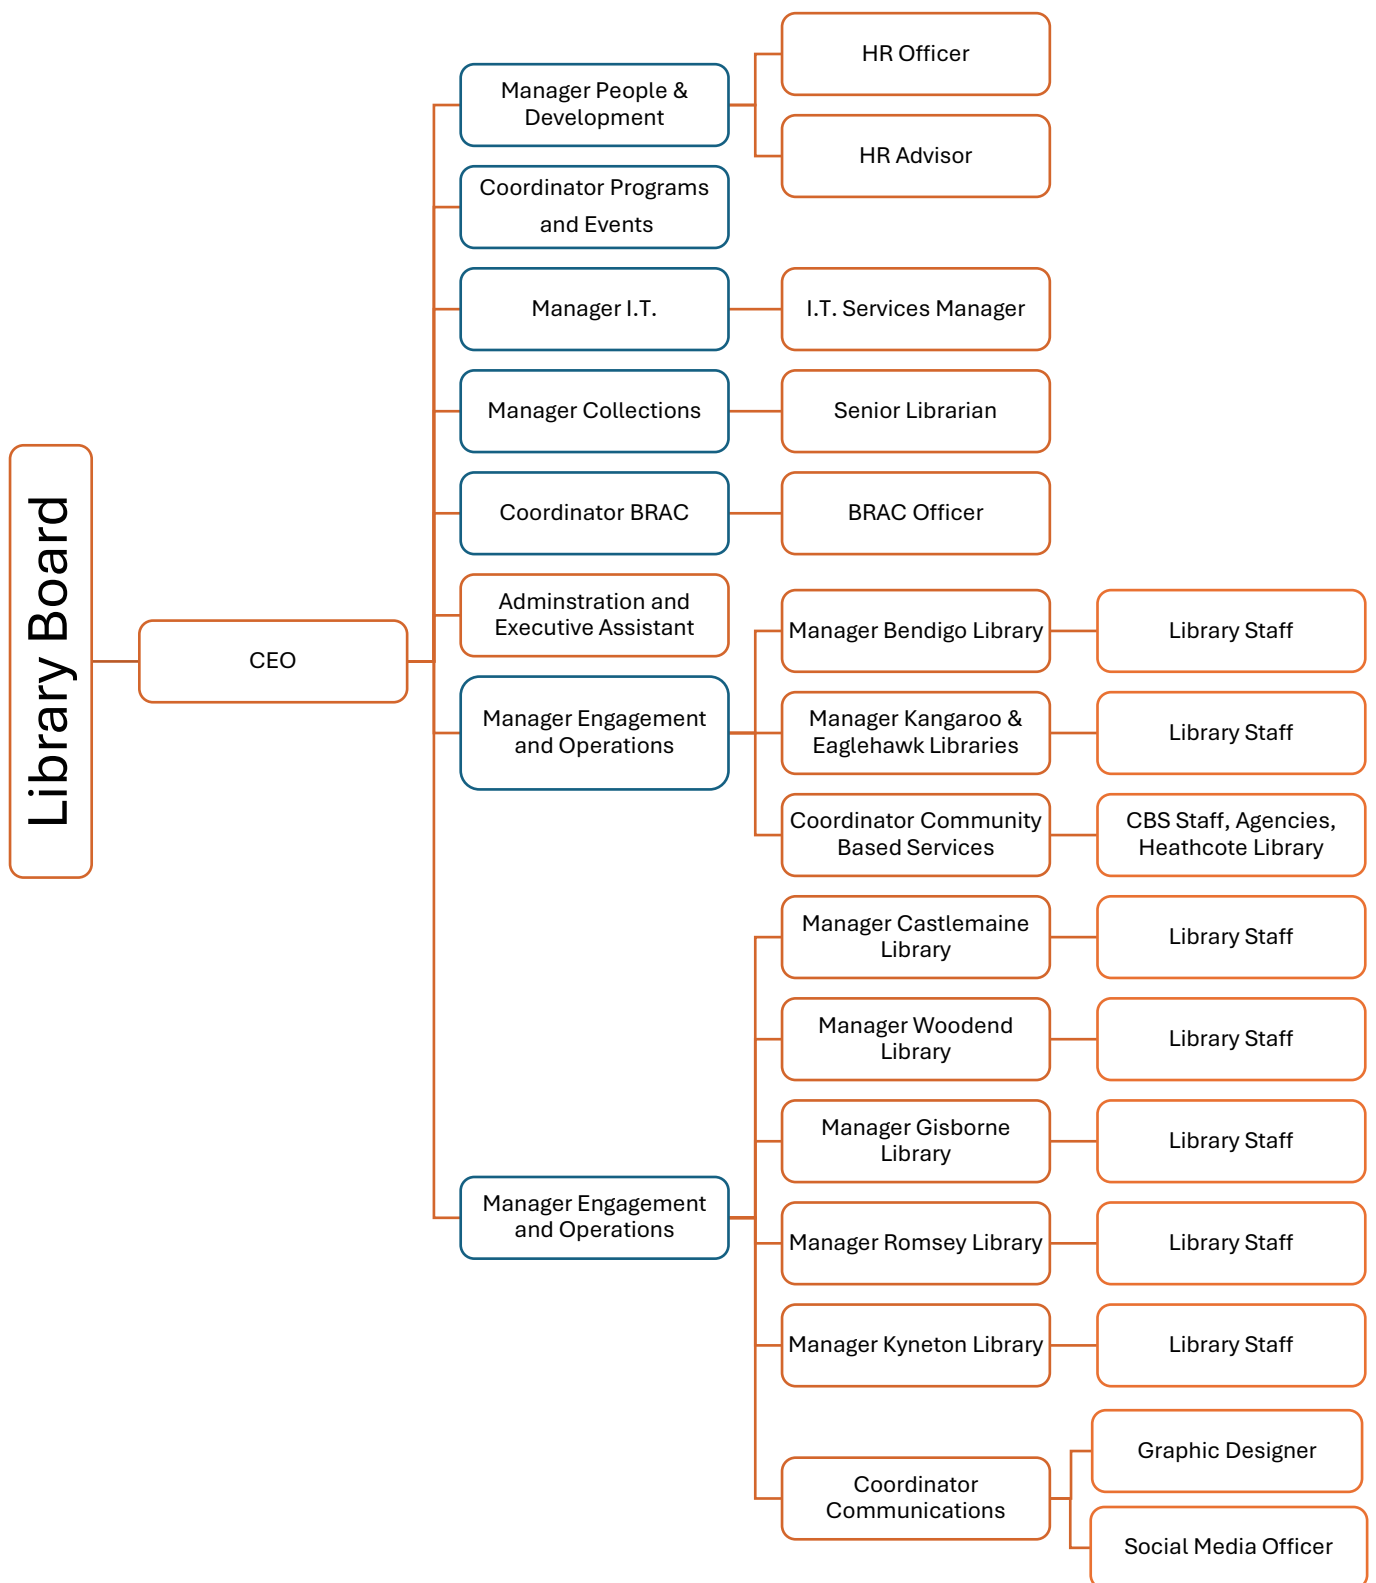 Library Board
CEO
Manager People &
Development
HR Officer
HR Advisor
Coordinator Programs
and Events
Manager I.T.
I.T. Services Manager
Manager Collections
Senior Librarian
Coordinator BRAC
BRAC Officer
Adminstration and
Executive Assistant
Manager Engagement
and Operations
Manager Bendigo Library
Library Staff
Manager Kangaroo &
Eaglehawk Libraries
Library Staff
Coordinator Community
Based Services
CBS Staff, Agencies,
Heathcote Library
Manager Engagement
and Operations
Manager Castlemaine
Library
Library Staff
Manager Woodend
Library
Library Staff
Manager Gisborne
Library
Library Staff
Manager Romsey Library
Library Staff
Manager Kyneton Library
Library Staff
Coordinator
Communications
Graphic Designer
Social Media Officer